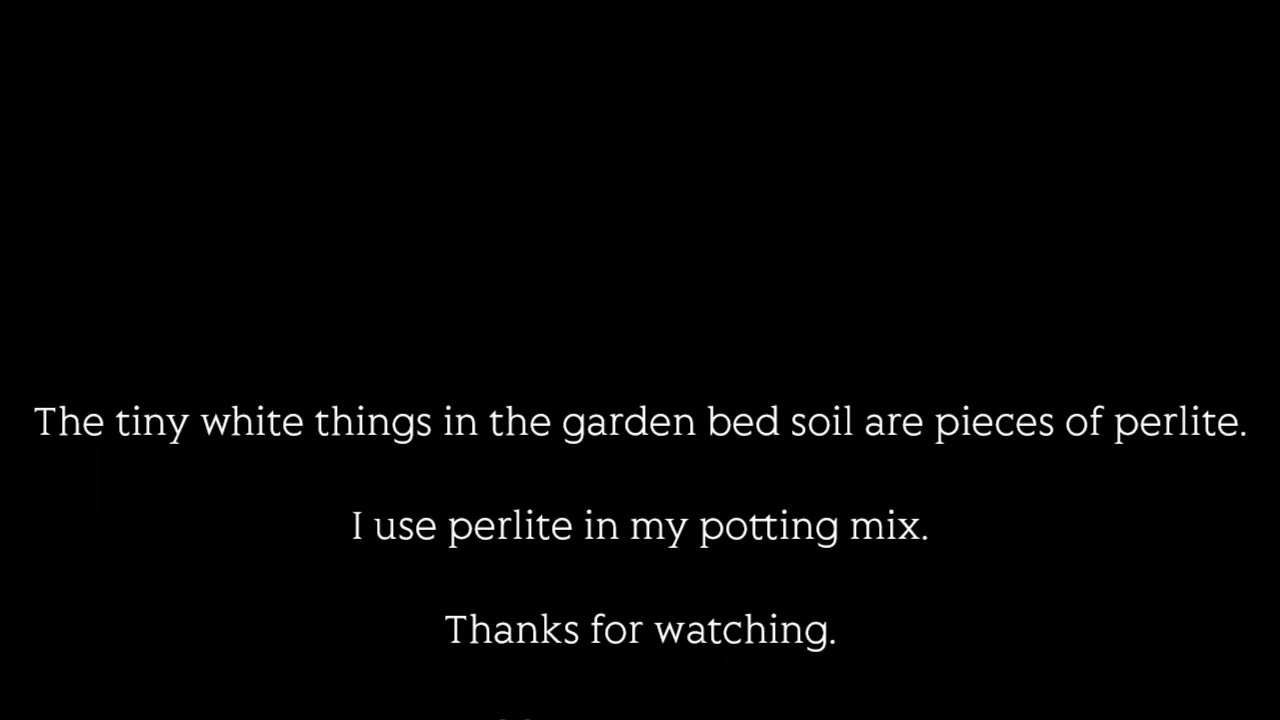 The tiny white things in the garden bed soil are pieces of perlite.
I use perlite in my potting mix.
Thanks for watching.